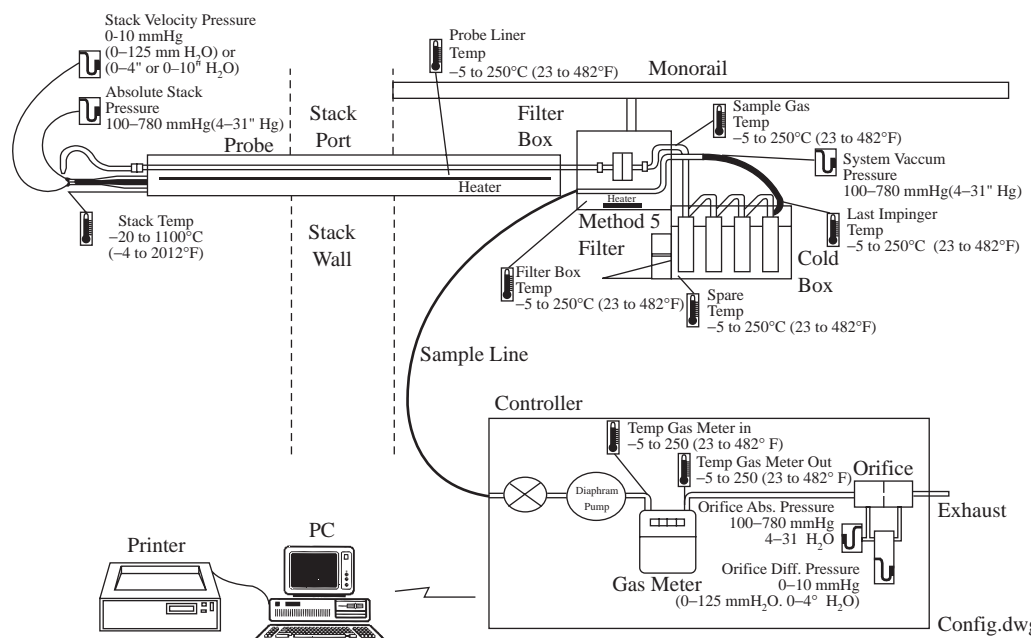 Stack Velocity Pressure
0-10 mmHg
(0–125 mm H₂O) or
(0–4" or 0–10" H₂O)
Absolute Stack
Pressure
100–780 mmHg(4–31" Hg)
Probe
Stack
Port
Probe Liner
Temp
–5 to 250°C (23 to 482°F)
Monorail
Filter
Box
Sample Gas
Temp
–5 to 250°C (23 to 482°F)
System Vaccum
Pressure
100–780 mmHg(4–31" Hg)
Heater
Heater
Stack Temp
–20 to 1100°C
(–4 to 2012°F)
Stack
Wall
Method 5
Filter
Last Impinger
Temp
–5 to 250°C (23 to 482°F)
Cold
Box
Filter Box
Temp
–5 to 250°C (23 to 482°F)
Spare
Temp
–5 to 250°C (23 to 482°F)
Sample Line
Controller
Temp Gas Meter in
–5 to 250 (23 to 482° F)
Temp Gas Meter Out
–5 to 250 (23 to 482° F)
Orifice
Diaphram
Pump
Orifice Abs. Pressure
100–780 mmHg
4–31 H₂O
Exhaust
Gas Meter
Orifice Diff. Pressure
0–10 mmHg
(0–125 mmH₂O. 0–4° H₂O)
Printer
PC
Config.dwg